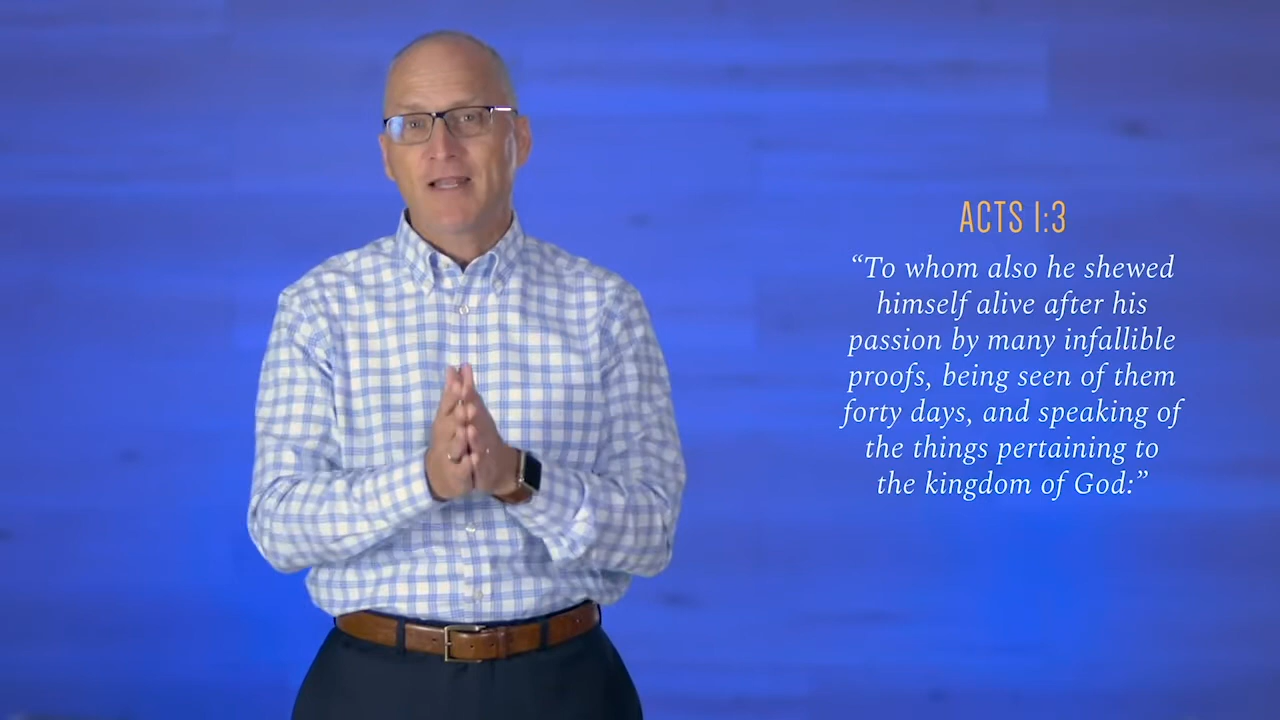 ACTS 1:3
“To whom also he shewed
himself alive after his
passion by many infallible
proofs, being seen of them
forty days, and speaking of
the things pertaining to
the kingdom of God:”